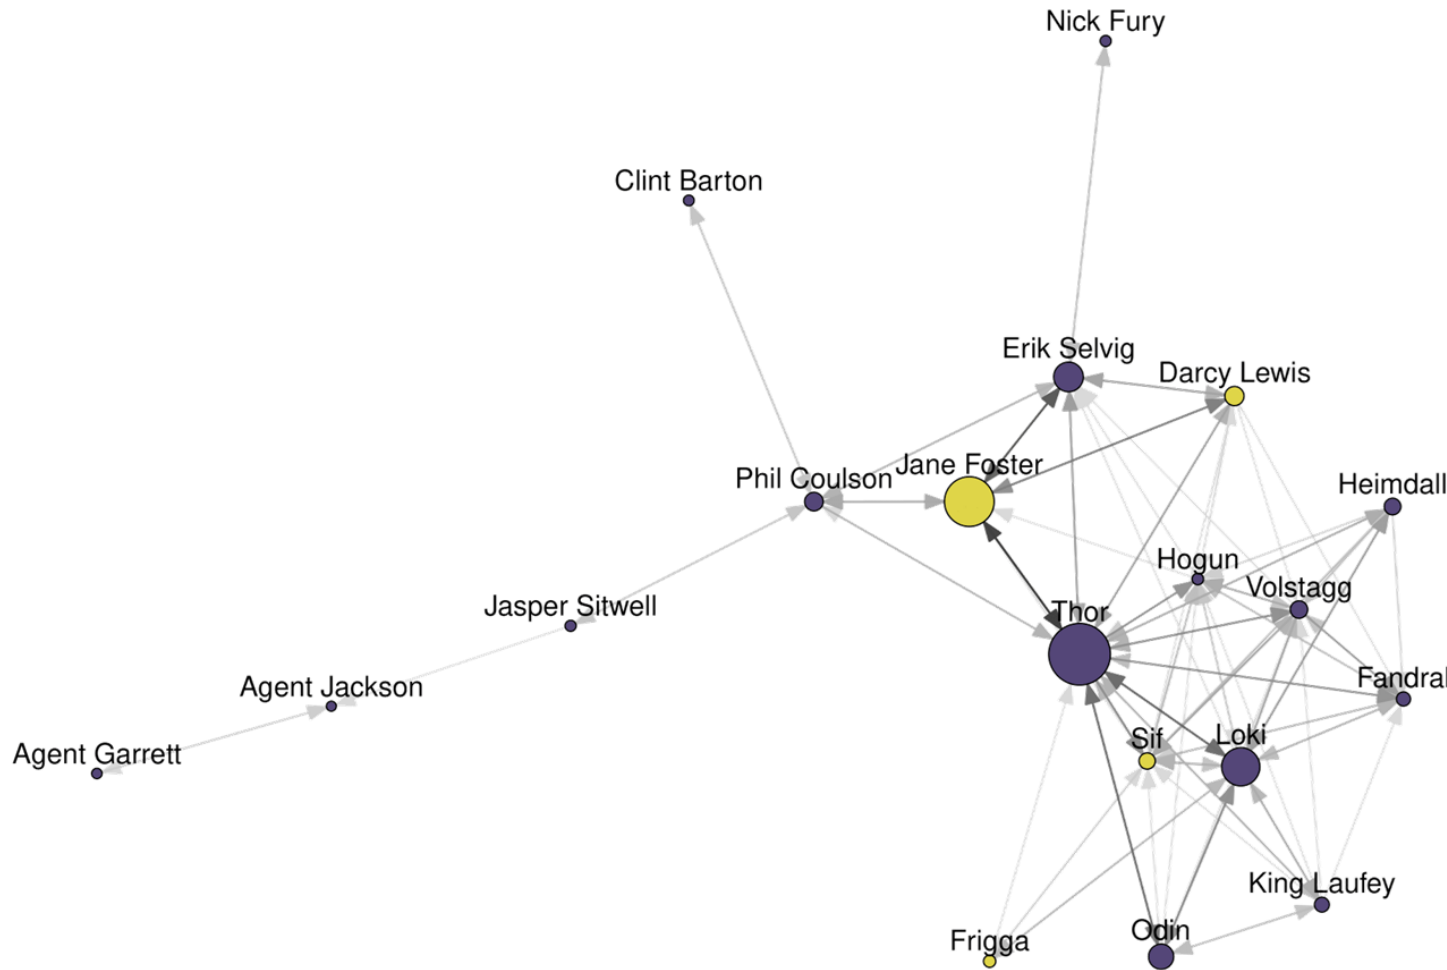 Nick Fury
Clint Barton
Erik Selvig
Darcy Lewis
Jane Foster
Phil Coulson
Heimdall
Hogun
Volstagg
Thor
Jasper Sitwell
Fandral
Agent Jackson
Sif
Loki
Agent Garrett
King Laufey
Odin
Frigga